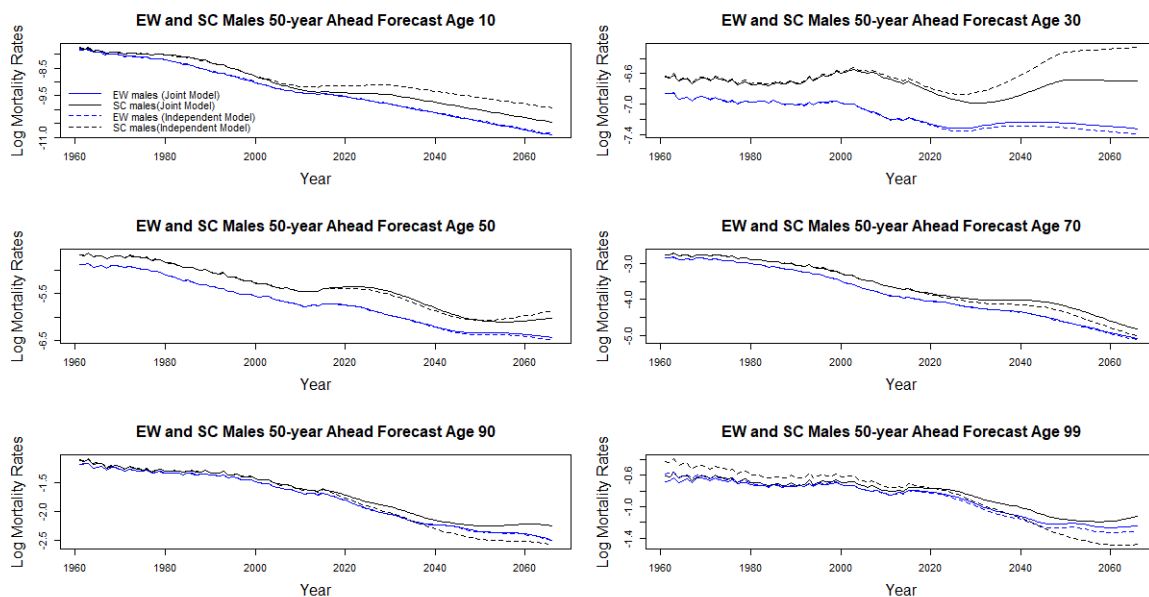 EW and SC Males 50-year Ahead Forecast Age 10
Log Mortality Rates
-8.5
-9.5
-11.0
EW males (Joint Model)
SC males(Joint Model)
EW males (Independent Model)
SC males(Independent Model)
1960 1980 2000 2020 2040 2060
Year
EW and SC Males 50-year Ahead Forecast Age 30
Log Mortality Rates
-6.6
-7.0
-7.4
1960 1980 2000 2020 2040 2060
Year
EW and SC Males 50-year Ahead Forecast Age 50
Log Mortality Rates
-5.5
-6.5
1960 1980 2000 2020 2040 2060
Year
EW and SC Males 50-year Ahead Forecast Age 70
Log Mortality Rates
-3.0
-4.0
-5.0
1960 1980 2000 2020 2040 2060
Year
EW and SC Males 50-year Ahead Forecast Age 90
Log Mortality Rates
-1.5
-2.0
-2.5
1960 1980 2000 2020 2040 2060
Year
EW and SC Males 50-year Ahead Forecast Age 99
Log Mortality Rates
-0.6
-1.0
-1.4
1960 1980 2000 2020 2040 2060
Year